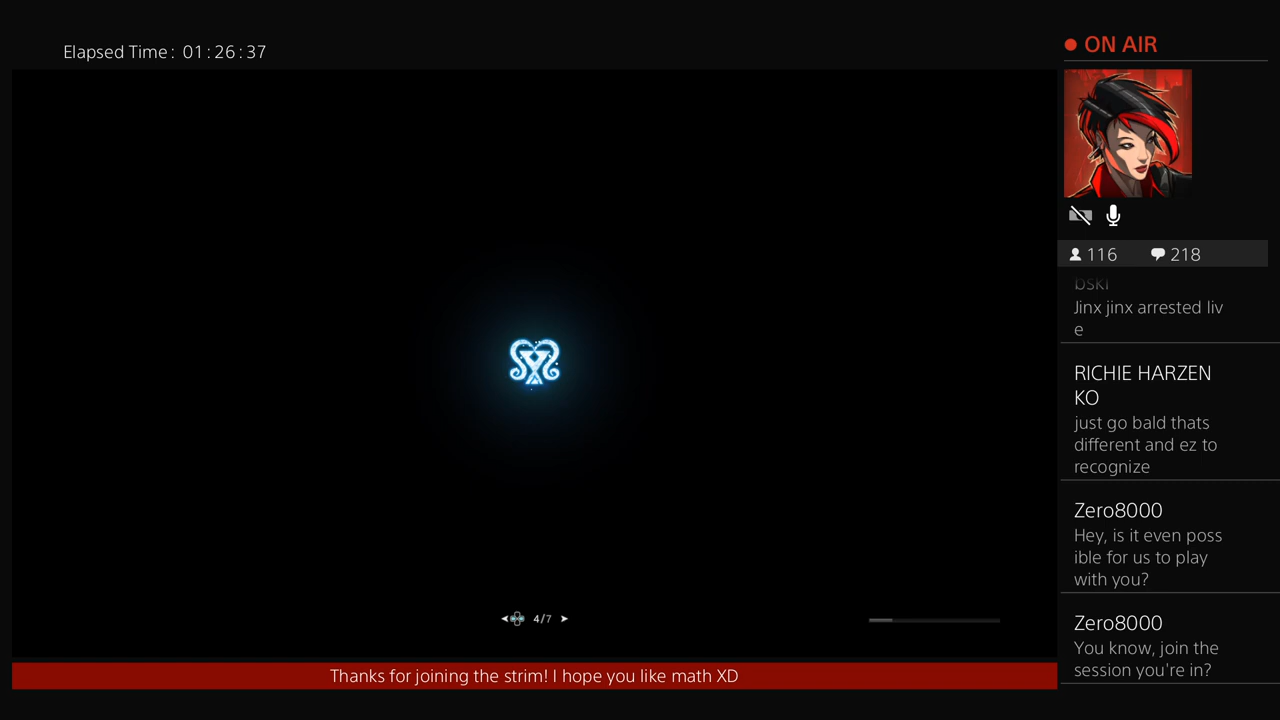 Elapsed Time: 01:26:37
ON AIR
116 218
bski
Jinx jinx arrested liv
e
RICHIE HARZEN
KO
just go bald thats
different and ez to
recognize
Zero8000
Hey, is it even poss
ible for us to play
with you?
Zero8000
You know, join the
session you're in?
4/7
Thanks for joining the strim! I hope you like math XD